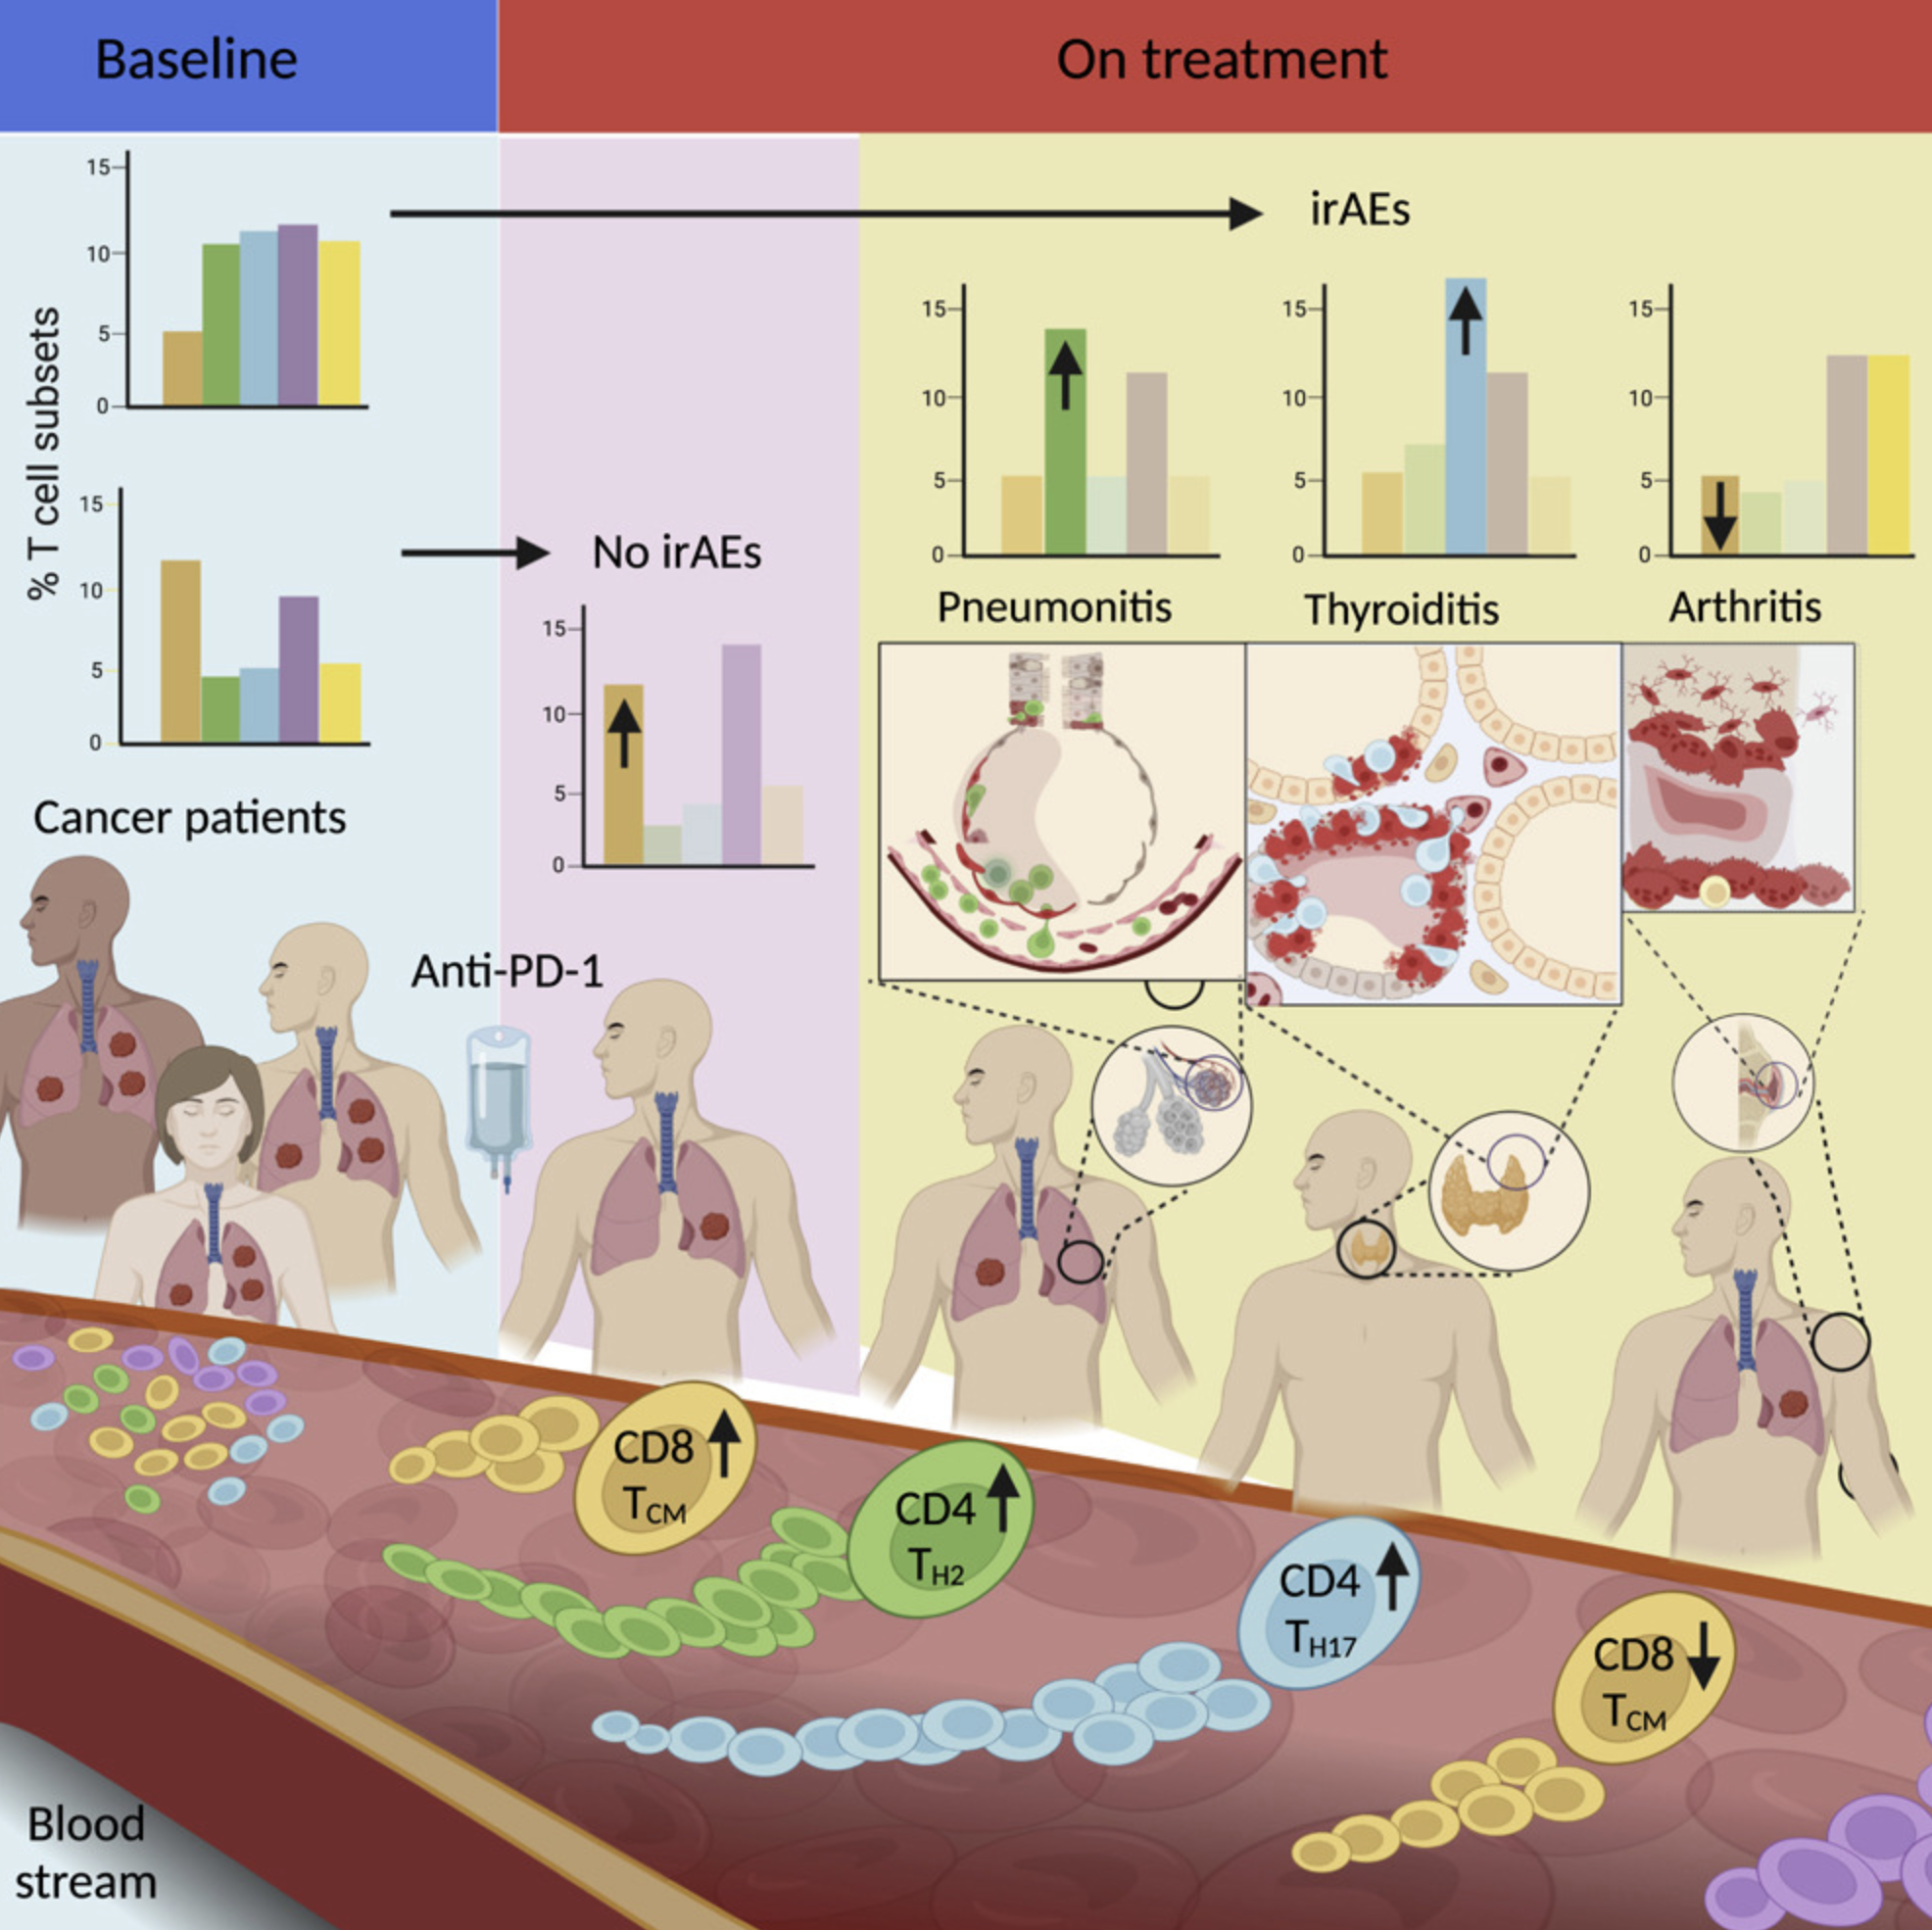 Baseline
On treatment
15
10
5
0
% T cell subsets
15
10
5
0
irAEs
No irAEs
15
10
5
0
15
10
5
0
15
10
5
0
15
10
5
0
Pneumonitis
Thyroiditis
Arthritis
Cancer patients
Anti-PD-1
CD8
TCM
CD4
TH2
CD4
TH17
CD8
TCM
Blood
stream